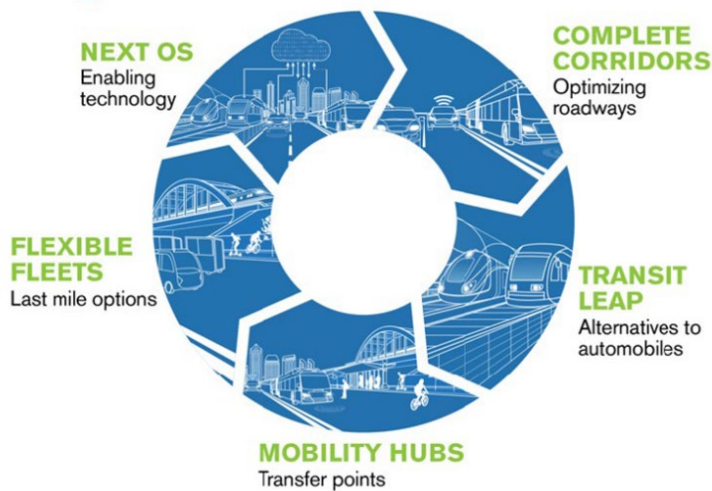 NEXT OS
Enabling
technology
COMPLETE
CORRIDORS
Optimizing
roadways
FLEXIBLE
FLEETS
Last mile options
TRANSIT
LEAP
Alternatives to
automobiles
MOBILITY HUBS
Transfer points